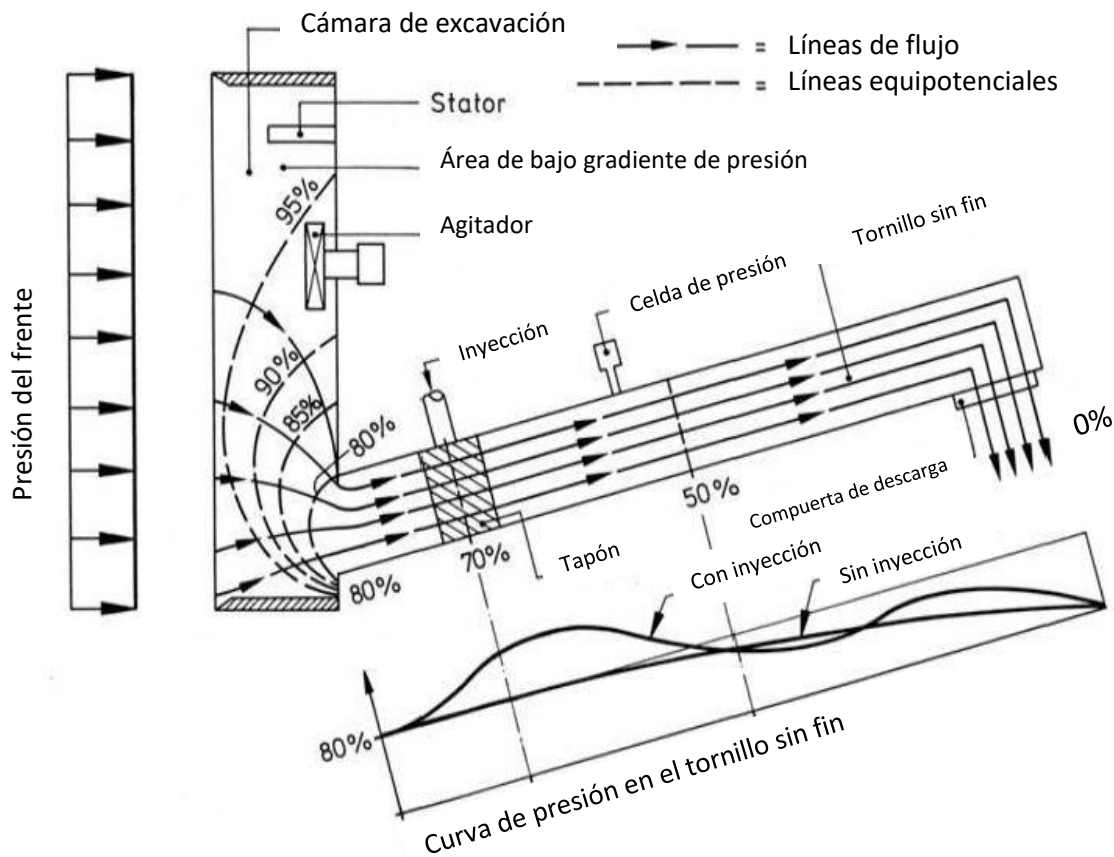 Cámara de excavación
= Líneas de flujo
= Líneas equipotenciales
Stator
Área de bajo gradiente de presión
95%
Agitador
Tornillo sin fin
Celda de presión
Inyección
Presión del frente
90%
85%
80%
0%
50%
Compuerta de descarga
70%
Tapón
80%
Con inyección
Sin inyección
80%
Curva de presión en el tornillo sin fin